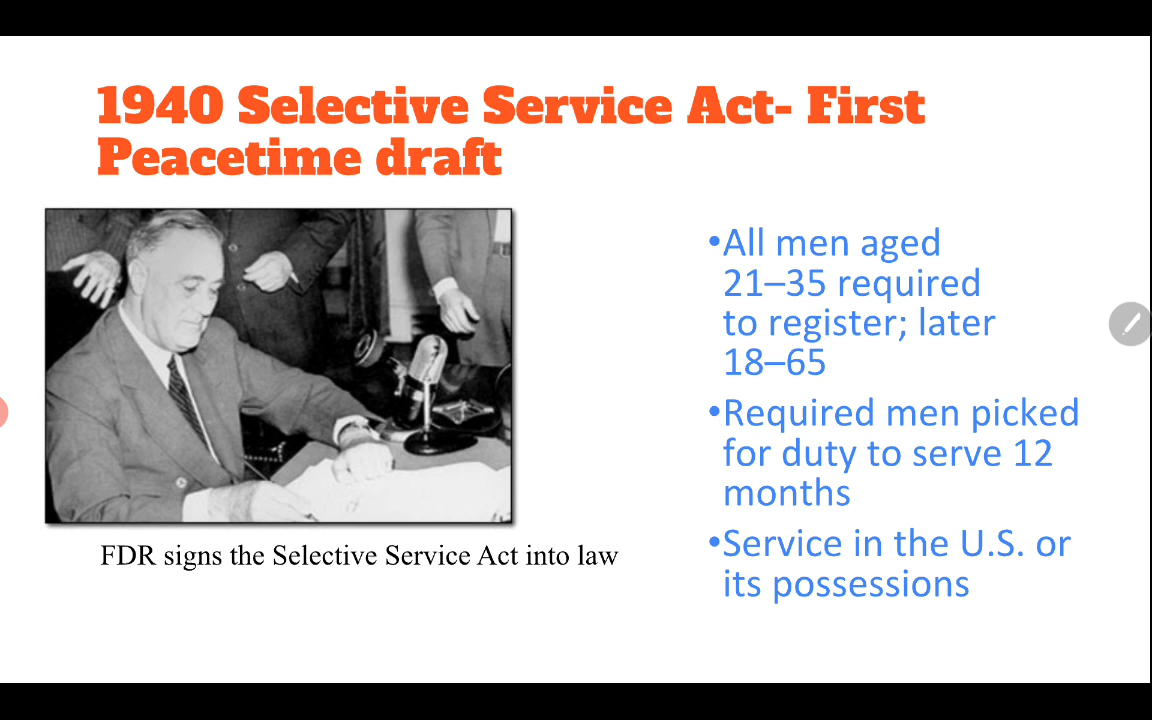 1940 Selective Service Act- First
Peacetime draft
•All men aged
21–35 required
to register; later
18–65
•Required men picked
for duty to serve 12
months
•Service in the U.S. or
its possessions
FDR signs the Selective Service Act into law